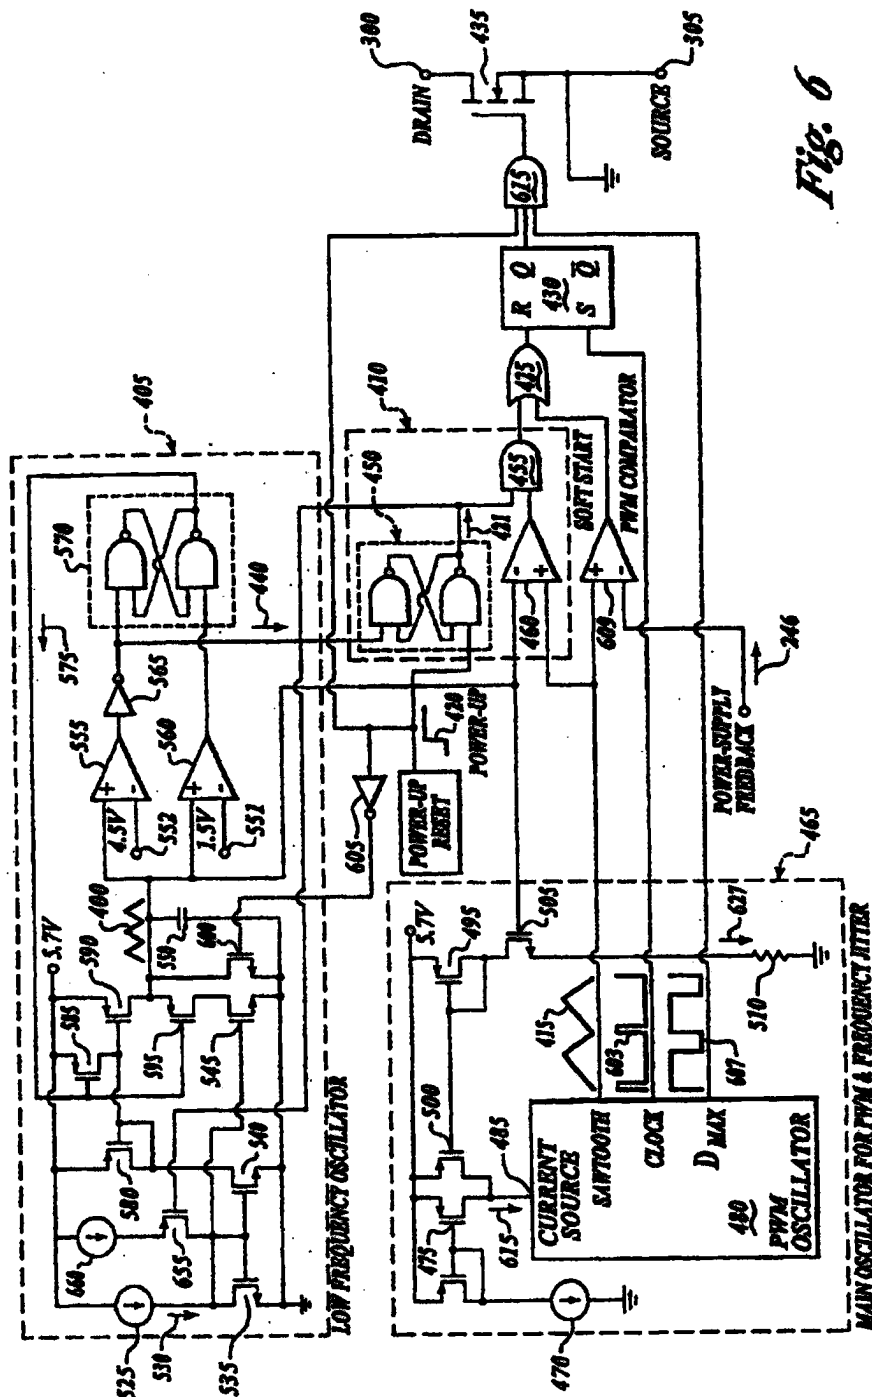 405
575
570
555
565
560
440
4.5V
552
1.5V
551
5.7V
590
585
400
550
600
595
545
580
540
660
655
525
530
535
LOW FREQUENCY OSCILLATOR
410
450
421
455
460
SOFT START
605
POWER-UP
RESET
420
POWER-UP
425
R Q
430
S Q̅
615
300
DRAIN
435
SOURCE
305
PWM COMPARATOR
609
POWER-SUPPLY
FEEDBACK
246
465
5.7V
495
505
500
475
485
615
470
510
627
415
603
607
CURRENT
SOURCE
SAWTOOTH
CLOCK
DMAX
480
PWM
OSCILLATOR
MAIN OSCILLATOR FOR PWM & FREQUENCY JITTER
Fig. 6